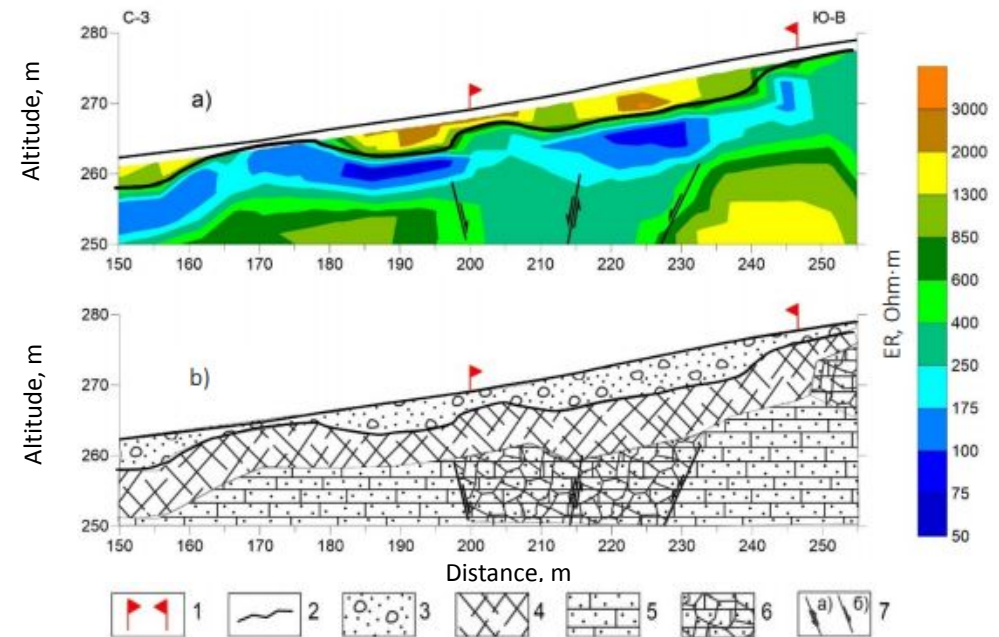 С-З
Ю-В
280
270
260
250
Altitude, m
a)
150 160 170 180 190 200 210 220 230 240 250
3000
2000
1300
850
600
400
250
175
100
75
50
ER, Ohm·m
280
270
260
250
Altitude, m
b)
150 160 170 180 190 200 210 220 230 240 250
Distance, m
1 2 3 4 5 6 а) б) 7